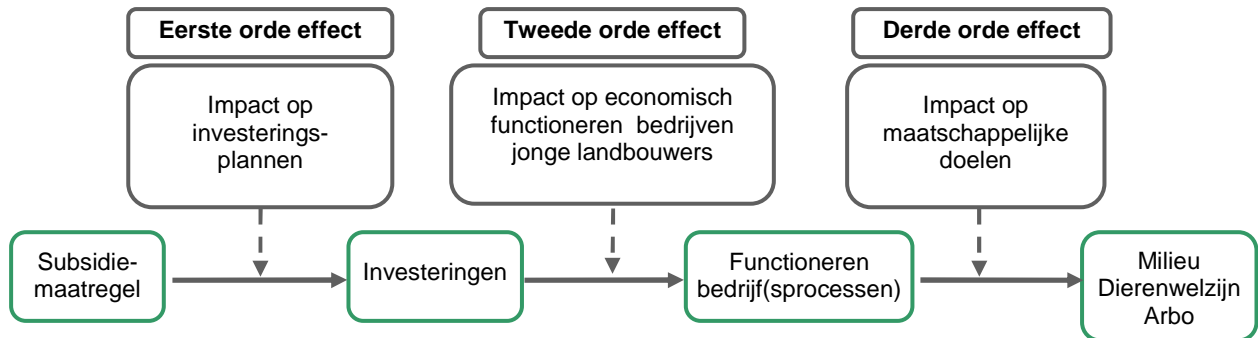 Eerste orde effect
Tweede orde effect
Derde orde effect
Impact op
investerings-
plannen
Impact op economisch
functioneren bedrijven
jonge landbouwers
Impact op
maatschappelijke
doelen
Subsidie-
maatregel
Investeringen
Functioneren
bedrijf(sprocessen)
Milieu
Dierenwelzijn
Arbo